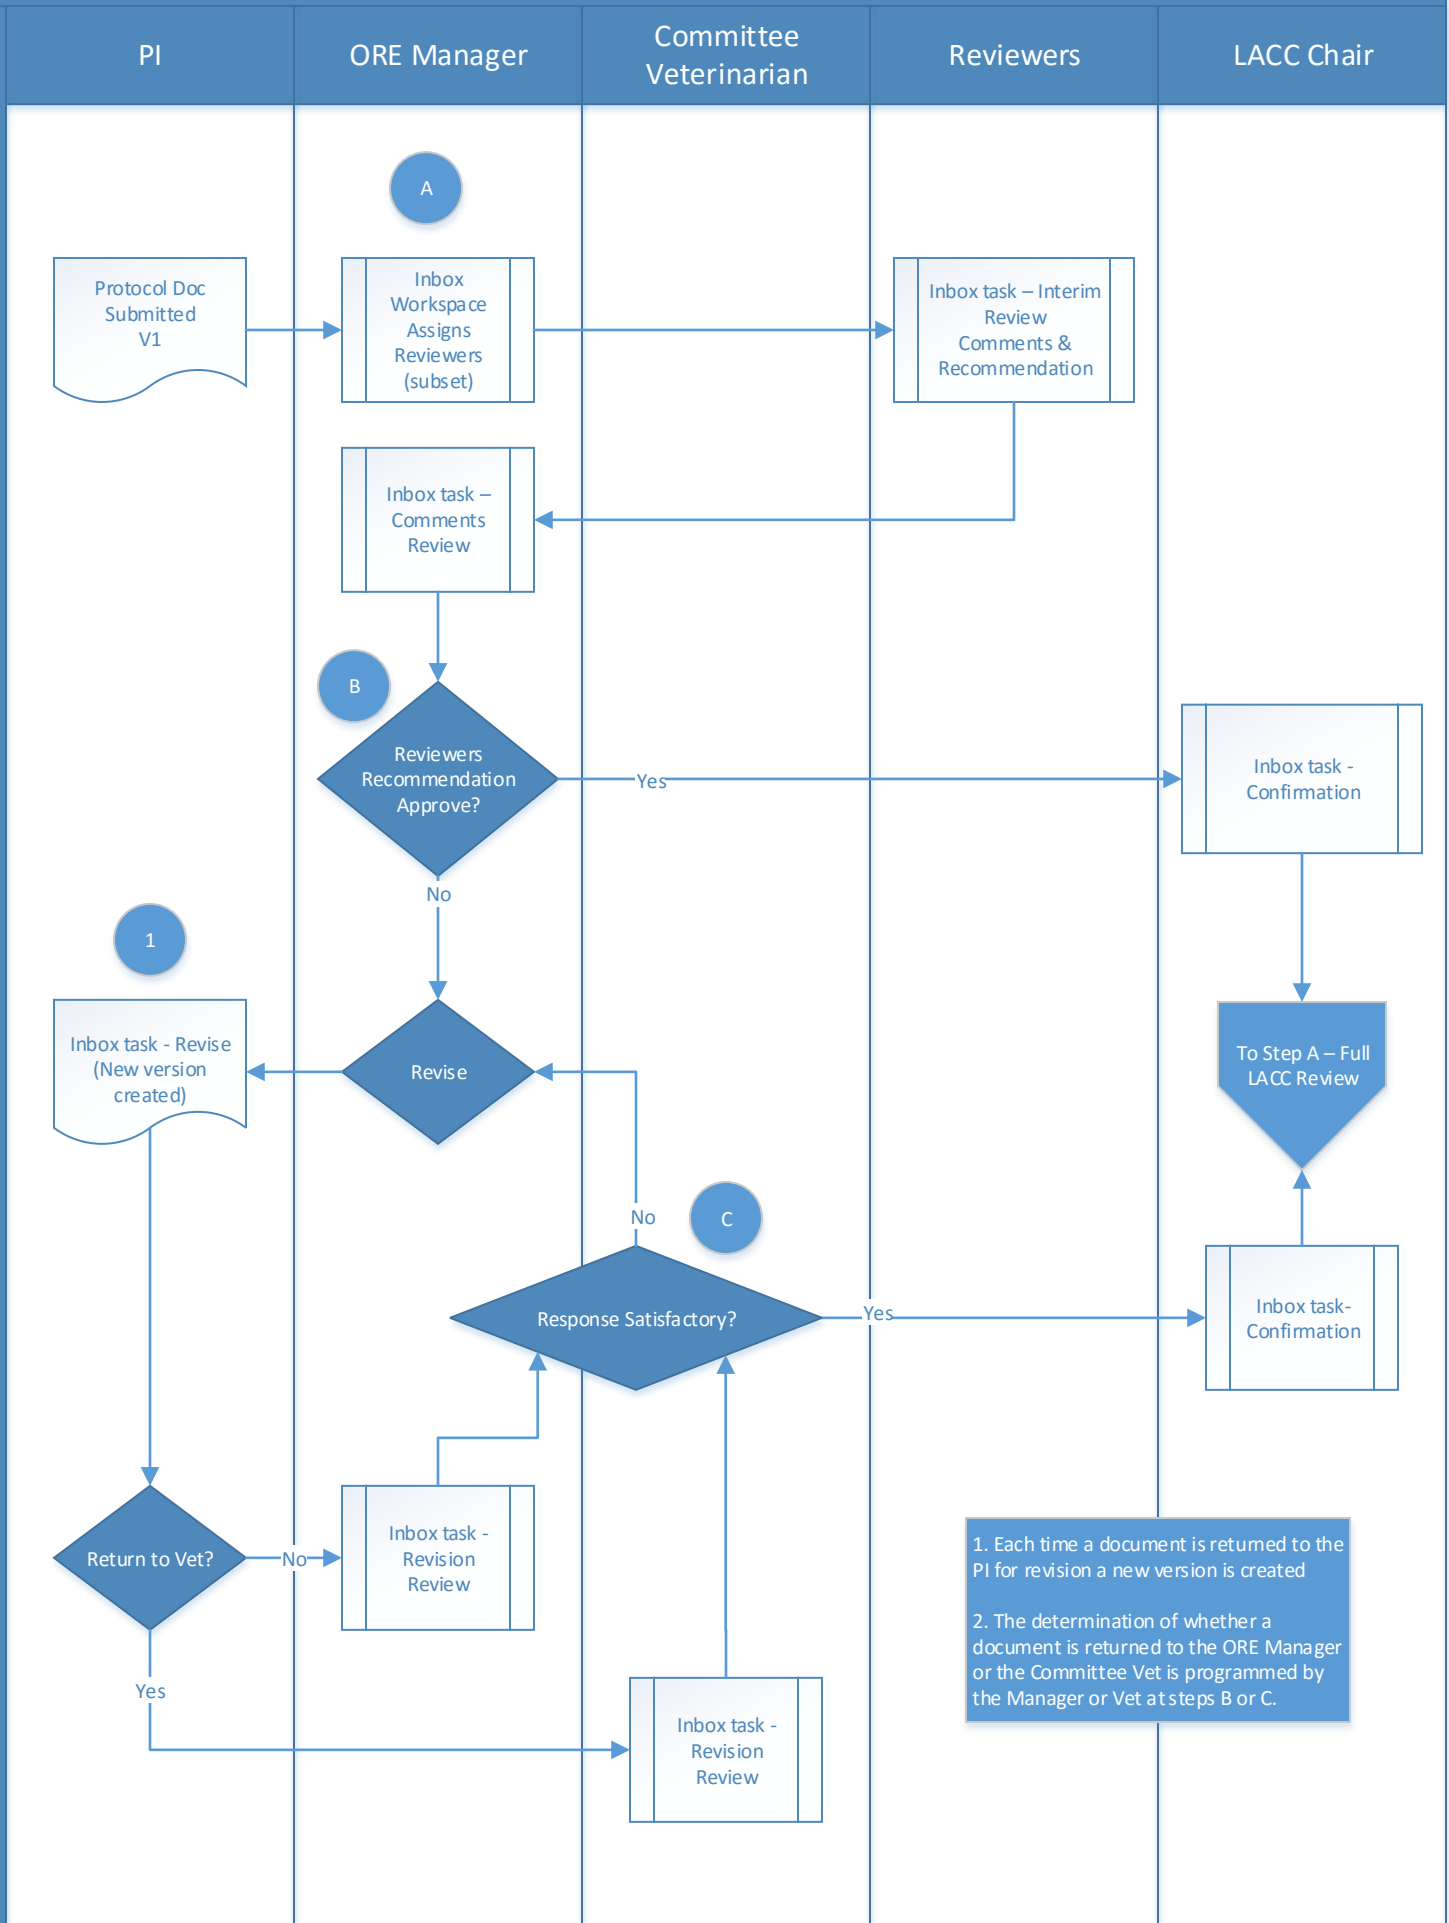 PI
ORE Manager
Committee
Veterinarian
Reviewers
LACC Chair
A
Protocol Doc
Submitted
V1
Inbox
Workspace
Assigns
Reviewers
(subset)
Inbox task – Interim
Review
Comments &
Recommendation
Inbox task –
Comments
Review
B
Reviewers
Recommendation
Approve?
Yes
Inbox task -
Confirmation
No
1
Inbox task - Revise
(New version
created)
Revise
To Step A – Full
LACC Review
No
C
Response Satisfactory?
Yes
Inbox task-
Confirmation
Return to Vet?
No
Inbox task -
Revision
Review
1. Each time a document is returned to the
PI for revision a new version is created
2. The determination of whether a
document is returned to the ORE Manager
or the Committee Vet is programmed by
the Manager or Vet at steps B or C.
Yes
Inbox task -
Revision
Review